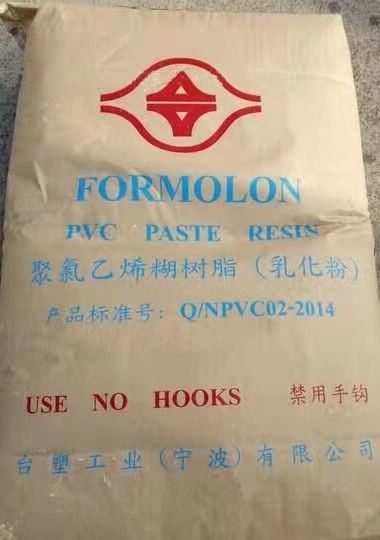 FORMOLON
PVC PASTE RESIN
聚氯乙烯糊树脂（乳化粉）
产品标准号：Q/NPVC02-2014
USE NO HOOKS 禁用手钩
台塑工业（宁波）有限公司